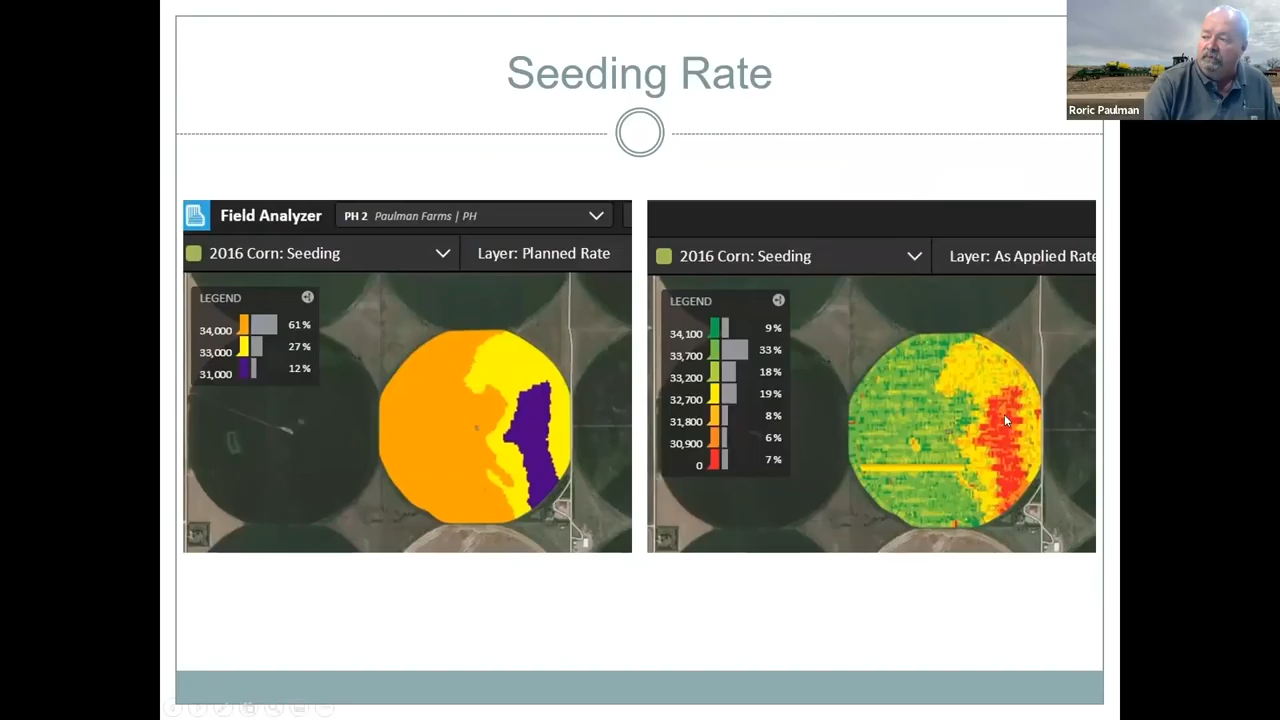 Seeding Rate
Roric Paulman
Field Analyzer
PH 2 Paulman Farms | PH
2016 Corn: Seeding
Layer: Planned Rate
LEGEND
34,000 61%
33,000 27%
31,000 12%
2016 Corn: Seeding
Layer: As Applied Rate
LEGEND
34,100 9%
33,700 33%
33,200 18%
32,700 19%
31,800 8%
30,900 6%
0 7%